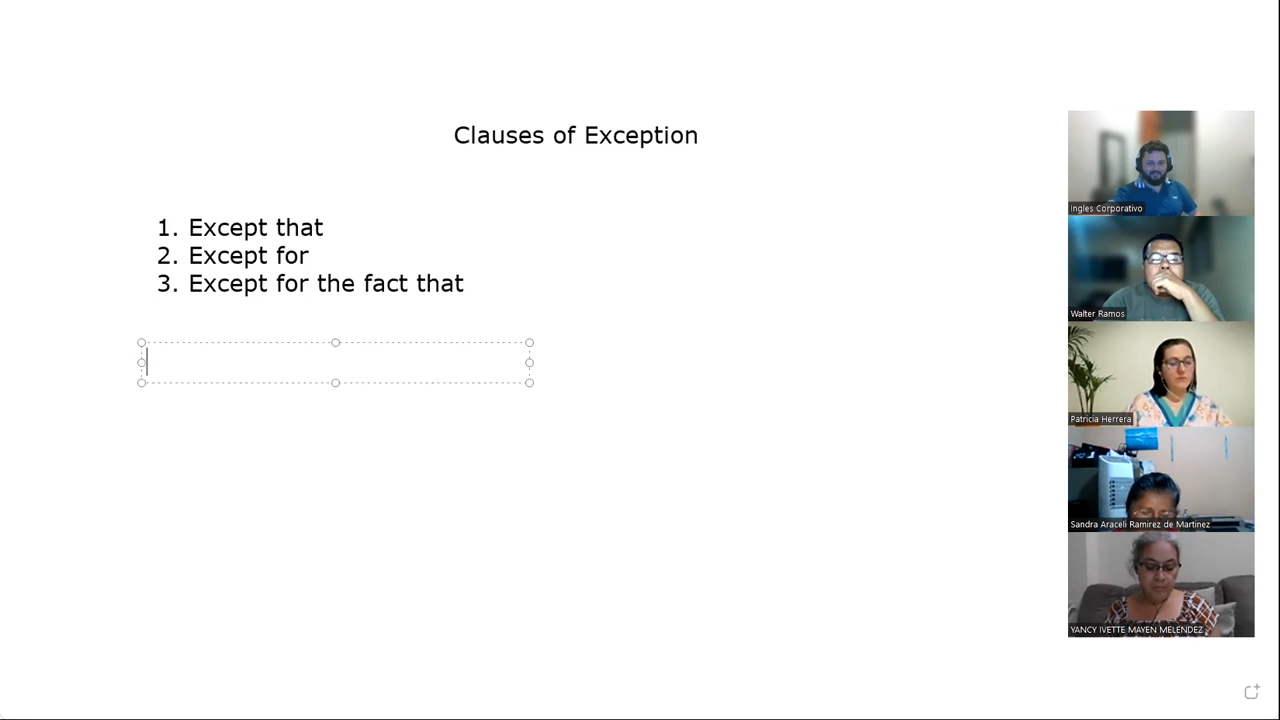 Clauses of Exception
1. Except that
2. Except for
3. Except for the fact that
Ingles Corporativo
Walter Ramos
Patricia Herrera
Sandra Araceli Ramirez de Martinez
YANCY IVETTE MAYEN MELENDEZ